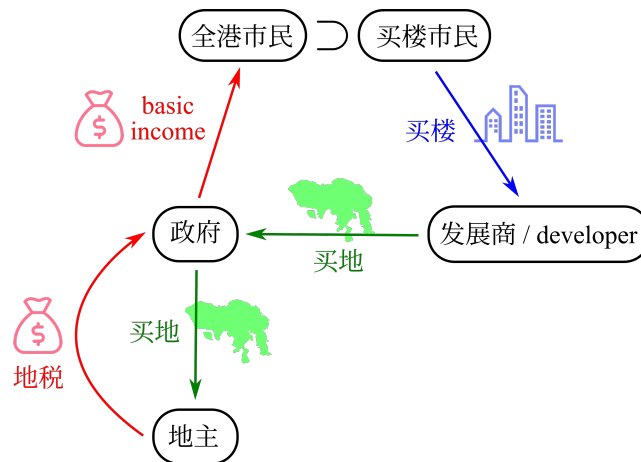 全港市民
买楼市民
basic
income
买楼
政府
发展商 / developer
买地
买地
地税
地主